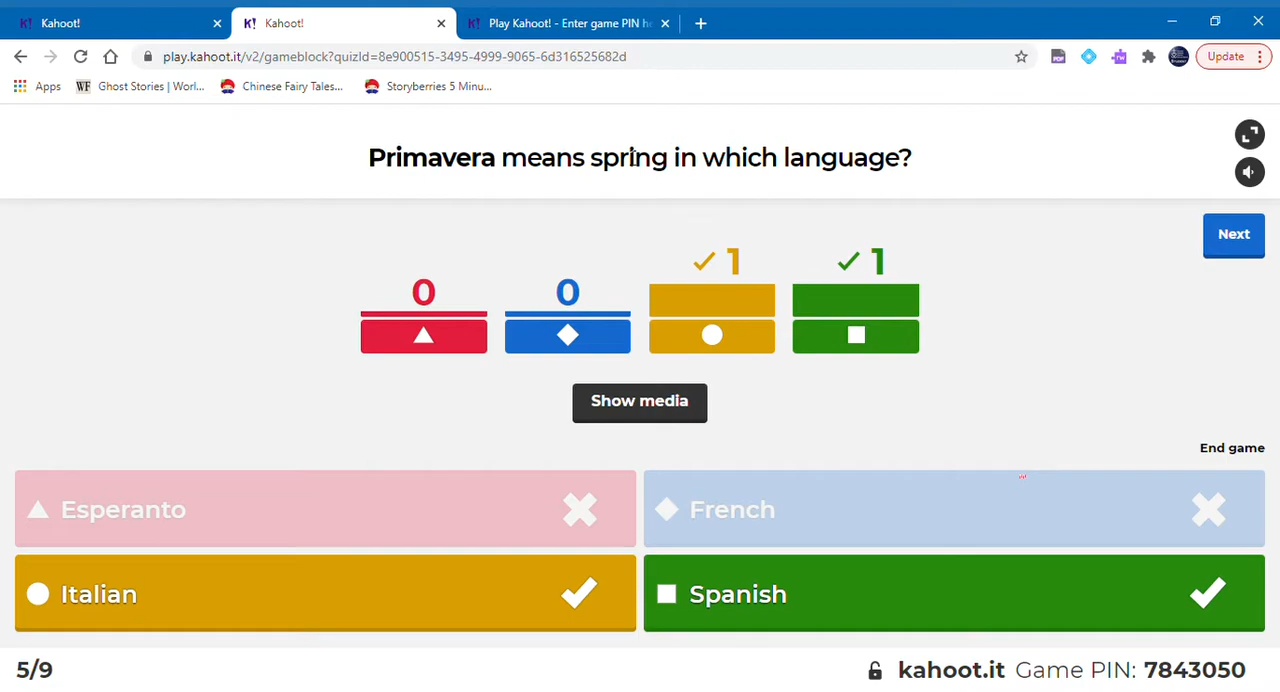 K! Kahoot!
K! Kahoot!
K! Play Kahoot! - Enter game PIN he
play.kahoot.it/v2/gameblock?quizId=8e900515-3495-4999-9065-6d316525682d
Update
Apps
WF Ghost Stories | Worl...
Chinese Fairy Tales...
Storyberries 5 Minu...
Primavera means spring in which language?
Next
0
0
1
1
Show media
End game
Esperanto
French
Italian
Spanish
5/9
kahoot.it Game PIN: 7843050